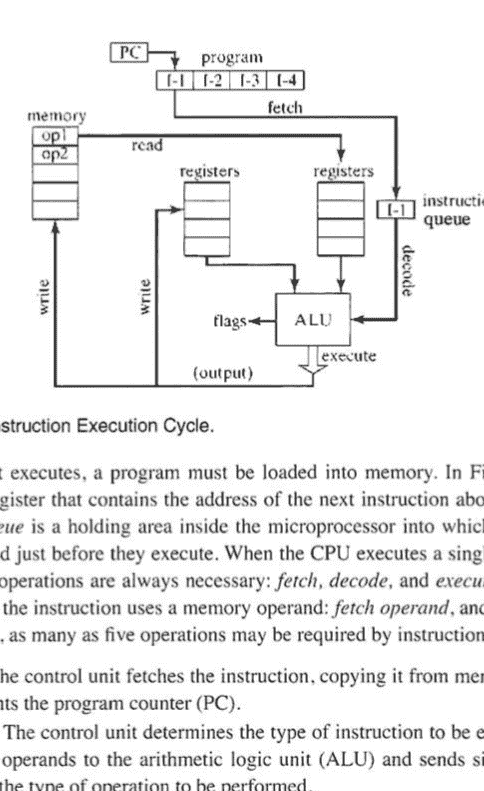 PC
program
I-1 I-2 I-3 I-4
fetch
memory
op1
op2
read
registers registers
I-1
instructi
queue
decode
write
write
flags
ALU
execute
(output)
struction Execution Cycle.
t executes, a program must be loaded into memory. In Fi
gister that contains the address of the next instruction abo
eue is a holding area inside the microprocessor into whic
d just before they execute. When the CPU executes a sing
operations are always necessary: fetch, decode, and execu
the instruction uses a memory operand: fetch operand, and
, as many as five operations may be required by instruction
he control unit fetches the instruction, copying it from mer
nts the program counter (PC).
The control unit determines the type of instruction to be e
operands to the arithmetic logic unit (ALU) and sends si
the type of operation to be performed.